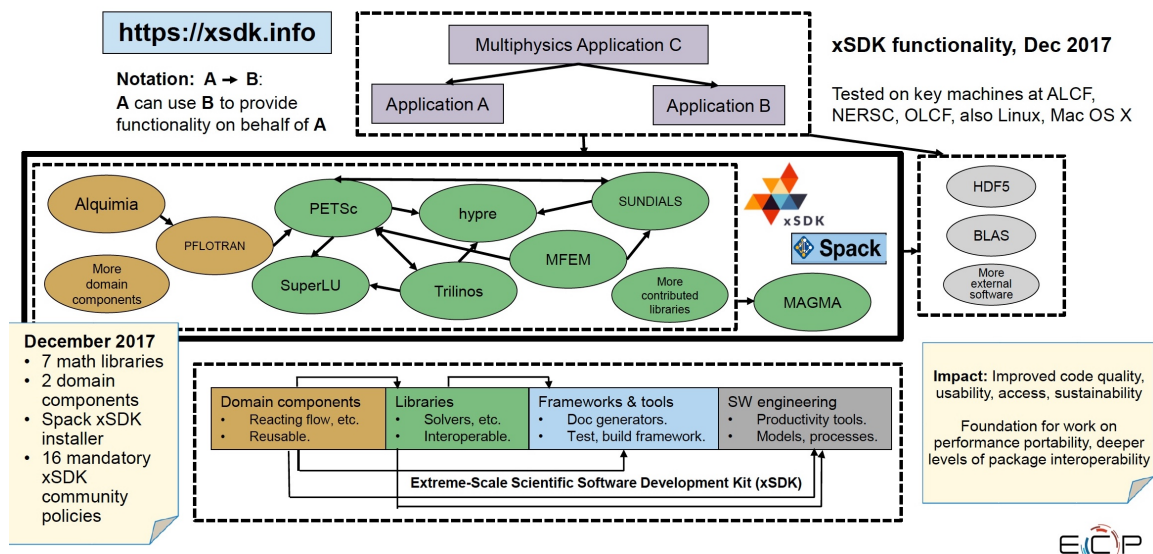 https://xsdk.info
Notation: A → B:
A can use B to provide
functionality on behalf of A
Multiphysics Application C
Application A
Application B
xSDK functionality, Dec 2017
Tested on key machines at ALCF,
NERSC, OLCF, also Linux, Mac OS X
Alquimia
PFLOTRAN
More
domain
components
PETSc
hypre
SUNDIALS
SuperLU
Trilinos
MFEM
More
contributed
libraries
MAGMA
xSDK
Spack
HDF5
BLAS
More
external
software
December 2017
• 7 math libraries
• 2 domain
components
• Spack xSDK
installer
• 16 mandatory
xSDK
community
policies
Domain components
• Reacting flow, etc.
• Reusable.
Libraries
• Solvers, etc.
• Interoperable.
Frameworks & tools
• Doc generators.
• Test, build framework.
SW engineering
• Productivity tools.
• Models, processes.
Extreme-Scale Scientific Software Development Kit (xSDK)
Impact: Improved code quality,
usability, access, sustainability
Foundation for work on
performance portability, deeper
levels of package interoperability
ECP